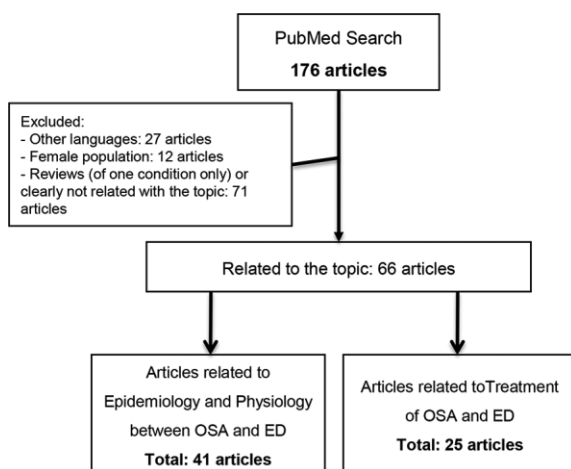 PubMed Search
176 articles
Excluded:
- Other languages: 27 articles
- Female population: 12 articles
- Reviews (of one condition only) or
clearly not related with the topic: 71
articles
Related to the topic: 66 articles
Articles related to
Epidemiology and Physiology
between OSA and ED
Total: 41 articles
Articles related toTreatment
of OSA and ED
Total: 25 articles